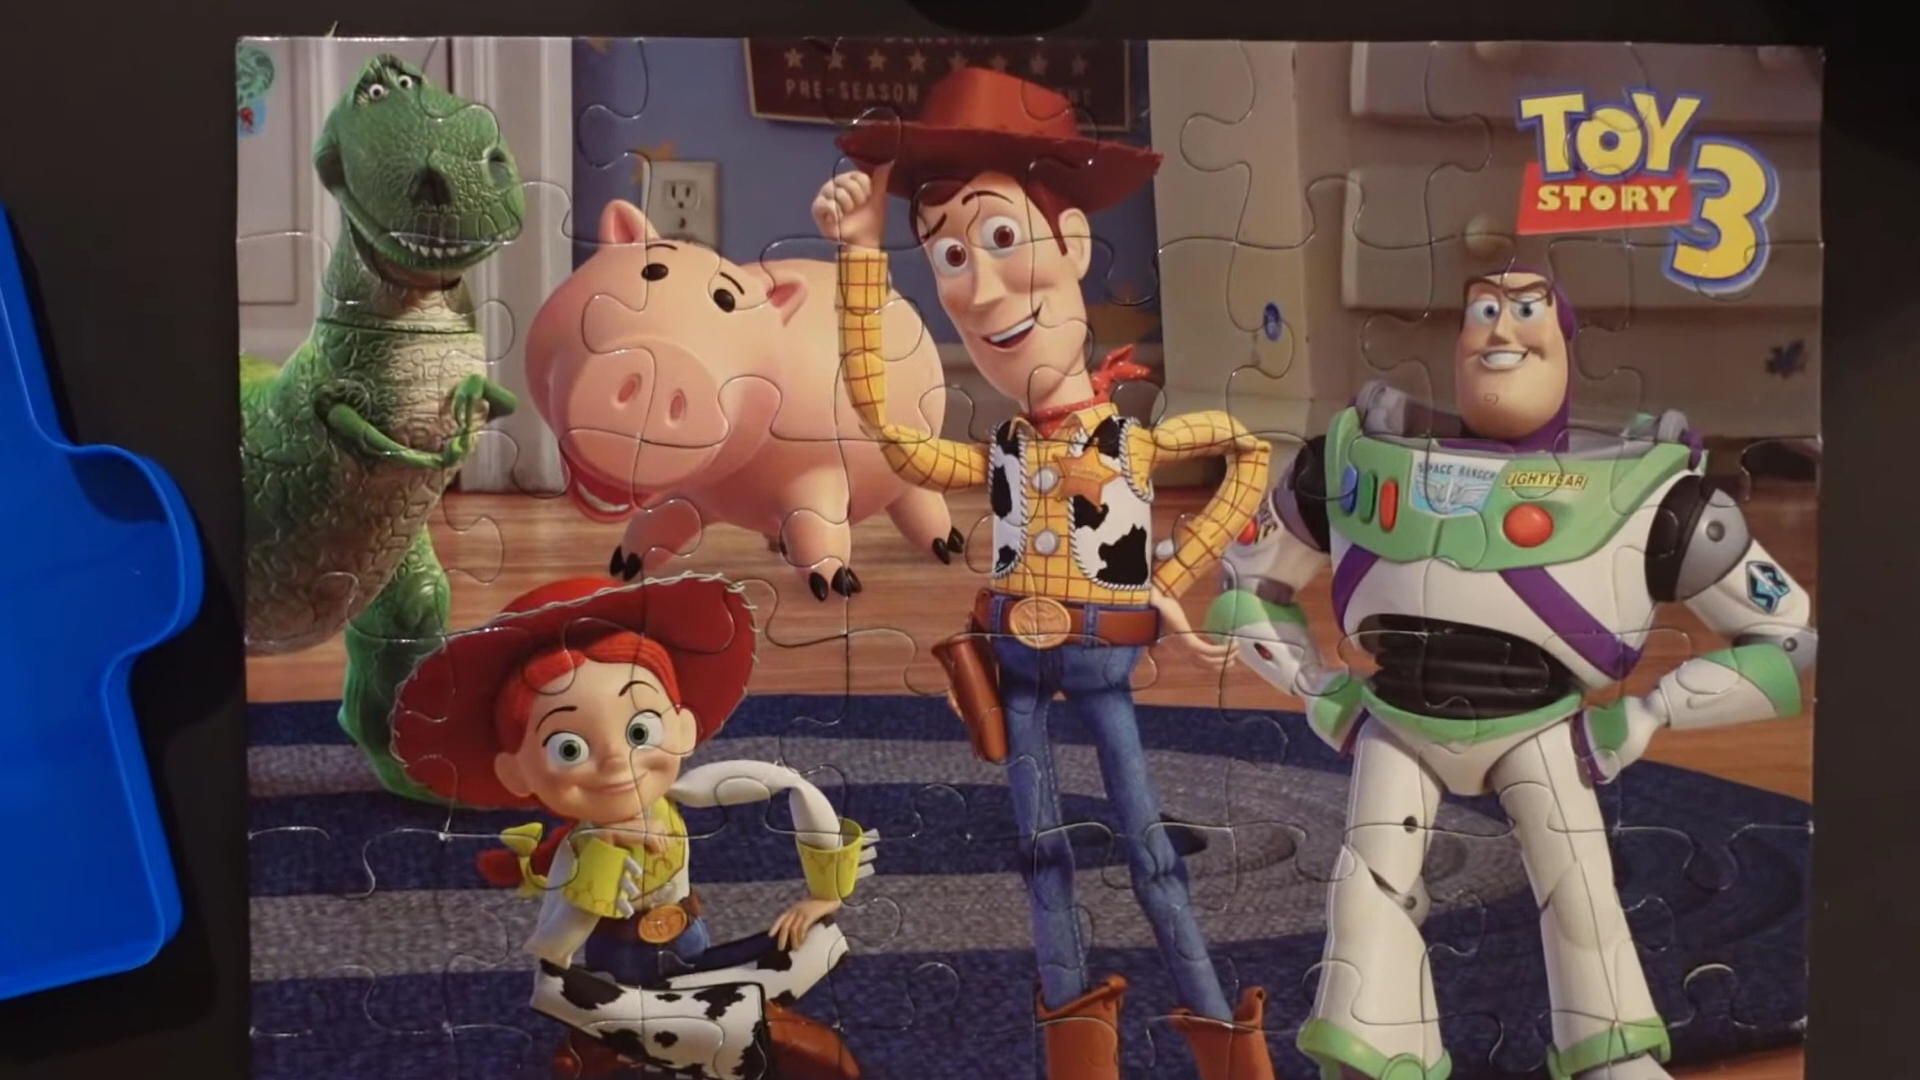 PRE-SEASON
TOY
STORY
3
SPACE RANGER
LIGHTYEAR